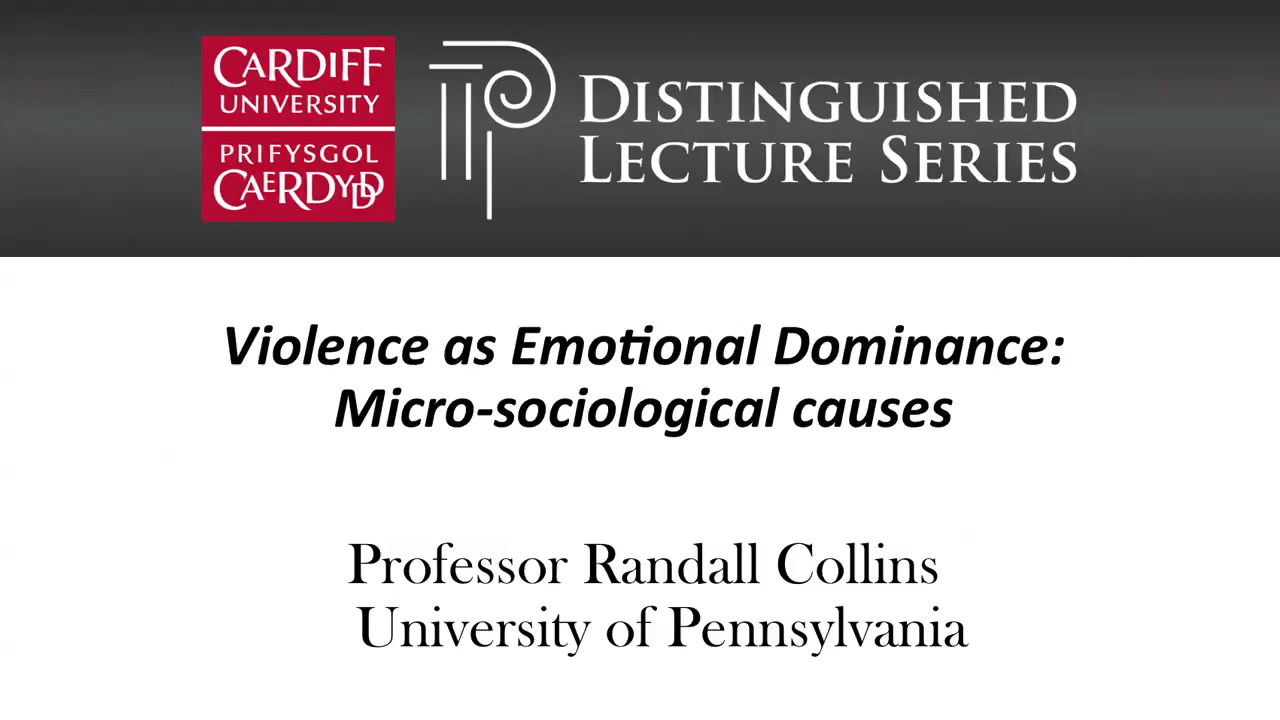 CARDIFF
UNIVERSITY
PRIFYSGOL
CAERDYDD
DISTINGUISHED
LECTURE SERIES
Violence as Emotional Dominance:
Micro-sociological causes
Professor Randall Collins
University of Pennsylvania